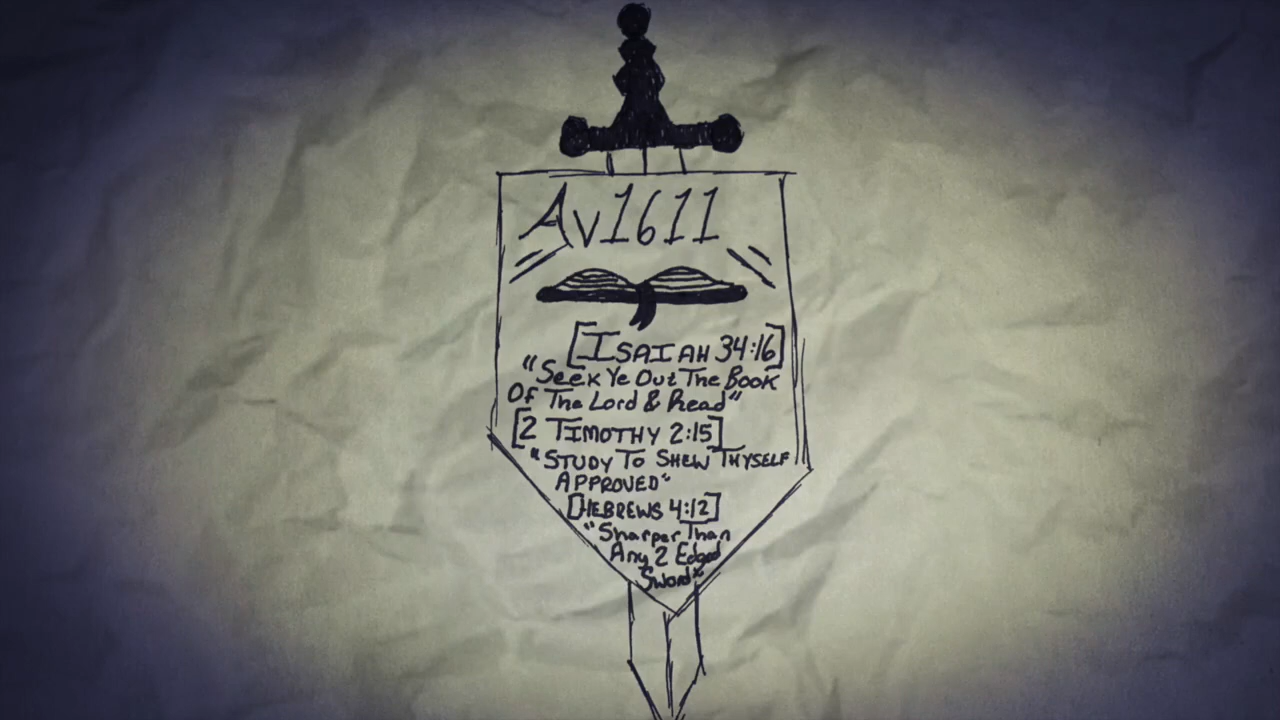 Av1611
[ISAIAH 34:16]
"Seek Ye Out The Book
Of The Lord & Read"
[2 TIMOTHY 2:15]
"STUDY TO SHEW THYSELF
APPROVED"
[HEBREWS 4:12]
"Sharper Than
Any 2 Edged
Sword"